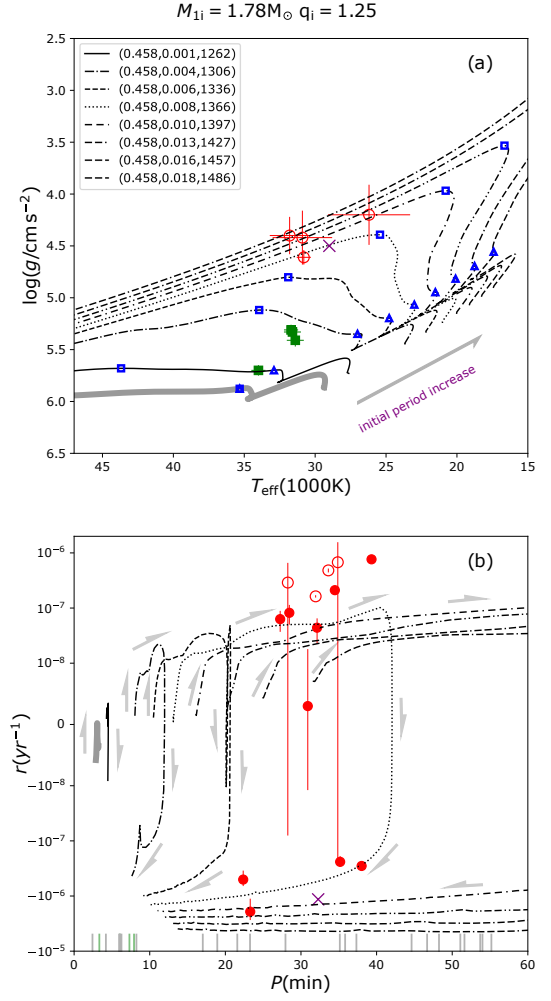 M₁ᵢ = 1.78M⊙ qᵢ = 1.25
(a)
(0.458,0.001,1262)
(0.458,0.004,1306)
(0.458,0.006,1336)
(0.458,0.008,1366)
(0.458,0.010,1397)
(0.458,0.013,1427)
(0.458,0.016,1457)
(0.458,0.018,1486)
log(g/cm s⁻²)
2.5
3.0
3.5
4.0
4.5
5.0
5.5
6.0
6.5
initial period increase
45 40 35 30 25 20 15
T_eff(1000K)
(b)
r(yr⁻¹)
10⁻⁶
10⁻⁷
10⁻⁸
0
−10⁻⁸
−10⁻⁷
−10⁻⁶
−10⁻⁵
0 10 20 30 40 50 60
P(min)